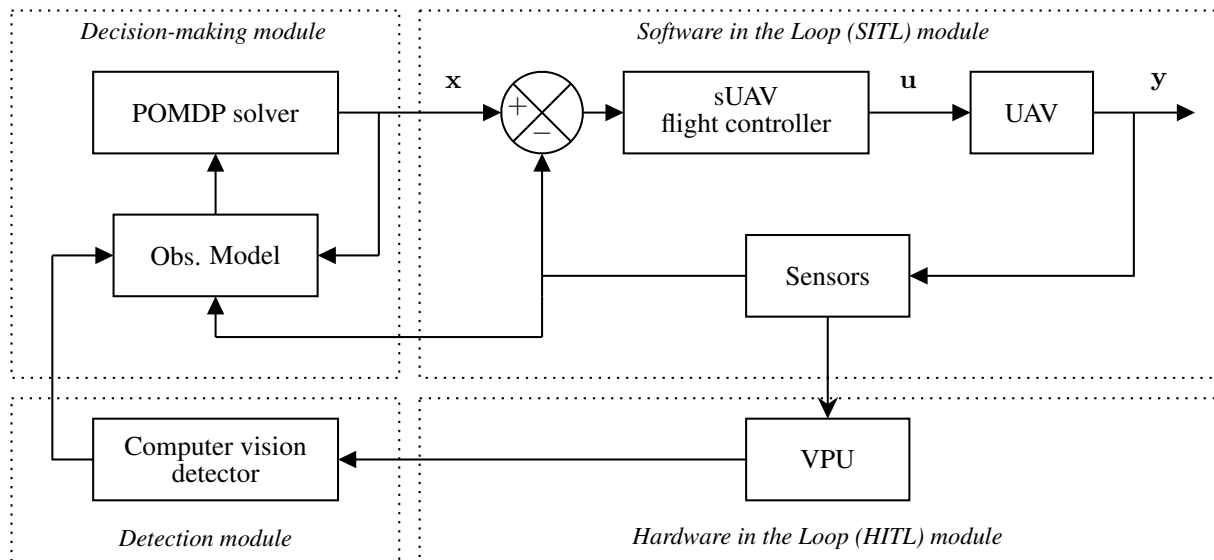 Decision-making module
Software in the Loop (SITL) module
POMDP solver
x
+
−
sUAV
flight controller
u
UAV
y
Obs. Model
Sensors
Computer vision
detector
VPU
Detection module
Hardware in the Loop (HITL) module